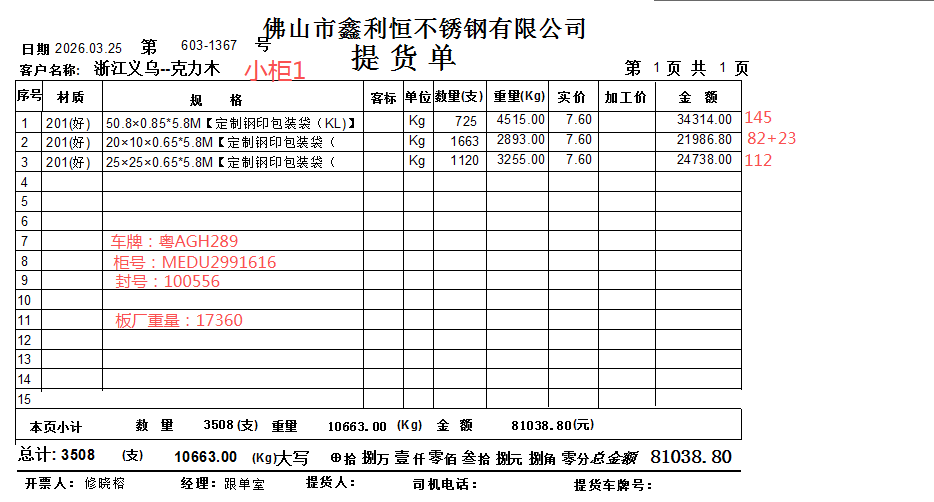 佛山市鑫利恒不锈钢有限公司
日期 2026.03.25 第 603-1367 号 提货单
客户名称: 浙江义乌--克力木 小柜1 第 1 页 共 1 页
序号 材质 规 格 客标 单位 数量(支) 重量(Kg) 实价 加工价 金 额
1 201(好) 50.8×0.85*5.8M【定制钢印包装袋(KL)】 Kg 725 4515.00 7.60 34314.00 145
2 201(好) 20×10×0.65*5.8M【定制钢印包装袋( Kg 1663 2893.00 7.60 21986.80 82+23
3 201(好) 25×25×0.65*5.8M【定制钢印包装袋( Kg 1120 3255.00 7.60 24738.00 112
4
5
6
7 车牌:粤AGH289
8 柜号:MEDU2991616
9 封号:100556
10
11 板厂重量:17360
12
13
14
15
本页小计 数 量 3508 (支) 重量 10663.00 (Kg) 金 额 81038.80(元)
总计: 3508 (支) 10663.00 (Kg)大写 ⊕拾 捌万 壹仟 零佰 叁拾 捌元 捌角 零分总金额 81038.80
开票人: 修晓榕 经理: 跟单室 提货人: 司机电话: 提货车牌号: